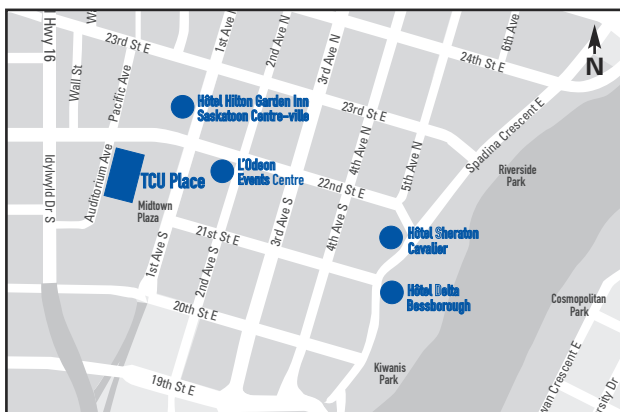 Hwy 16
Wall St
Pacific Ave
23rd St E
1st Ave N
2nd Ave N
3rd Ave N
4th Ave N
5th Ave N
6th Ave
24th St E
N
Hôtel Hilton Garden Inn
Saskatoon Centre-ville
23rd St E
Spadina Crescent E
Riverside
Park
Idylwyld Dr S
Auditorium Ave
TCU Place
Midtown
Plaza
L'Odeon
Events Centre
22nd St E
1st Ave S
21st St E
2nd Ave S
3rd Ave S
4th Ave S
Hôtel Sheraton
Cavalier
Hôtel Delta
Bessborough
20th St E
19th St E
Kiwanis
Park
Cosmopolitan
Park
Crescent E
Dr